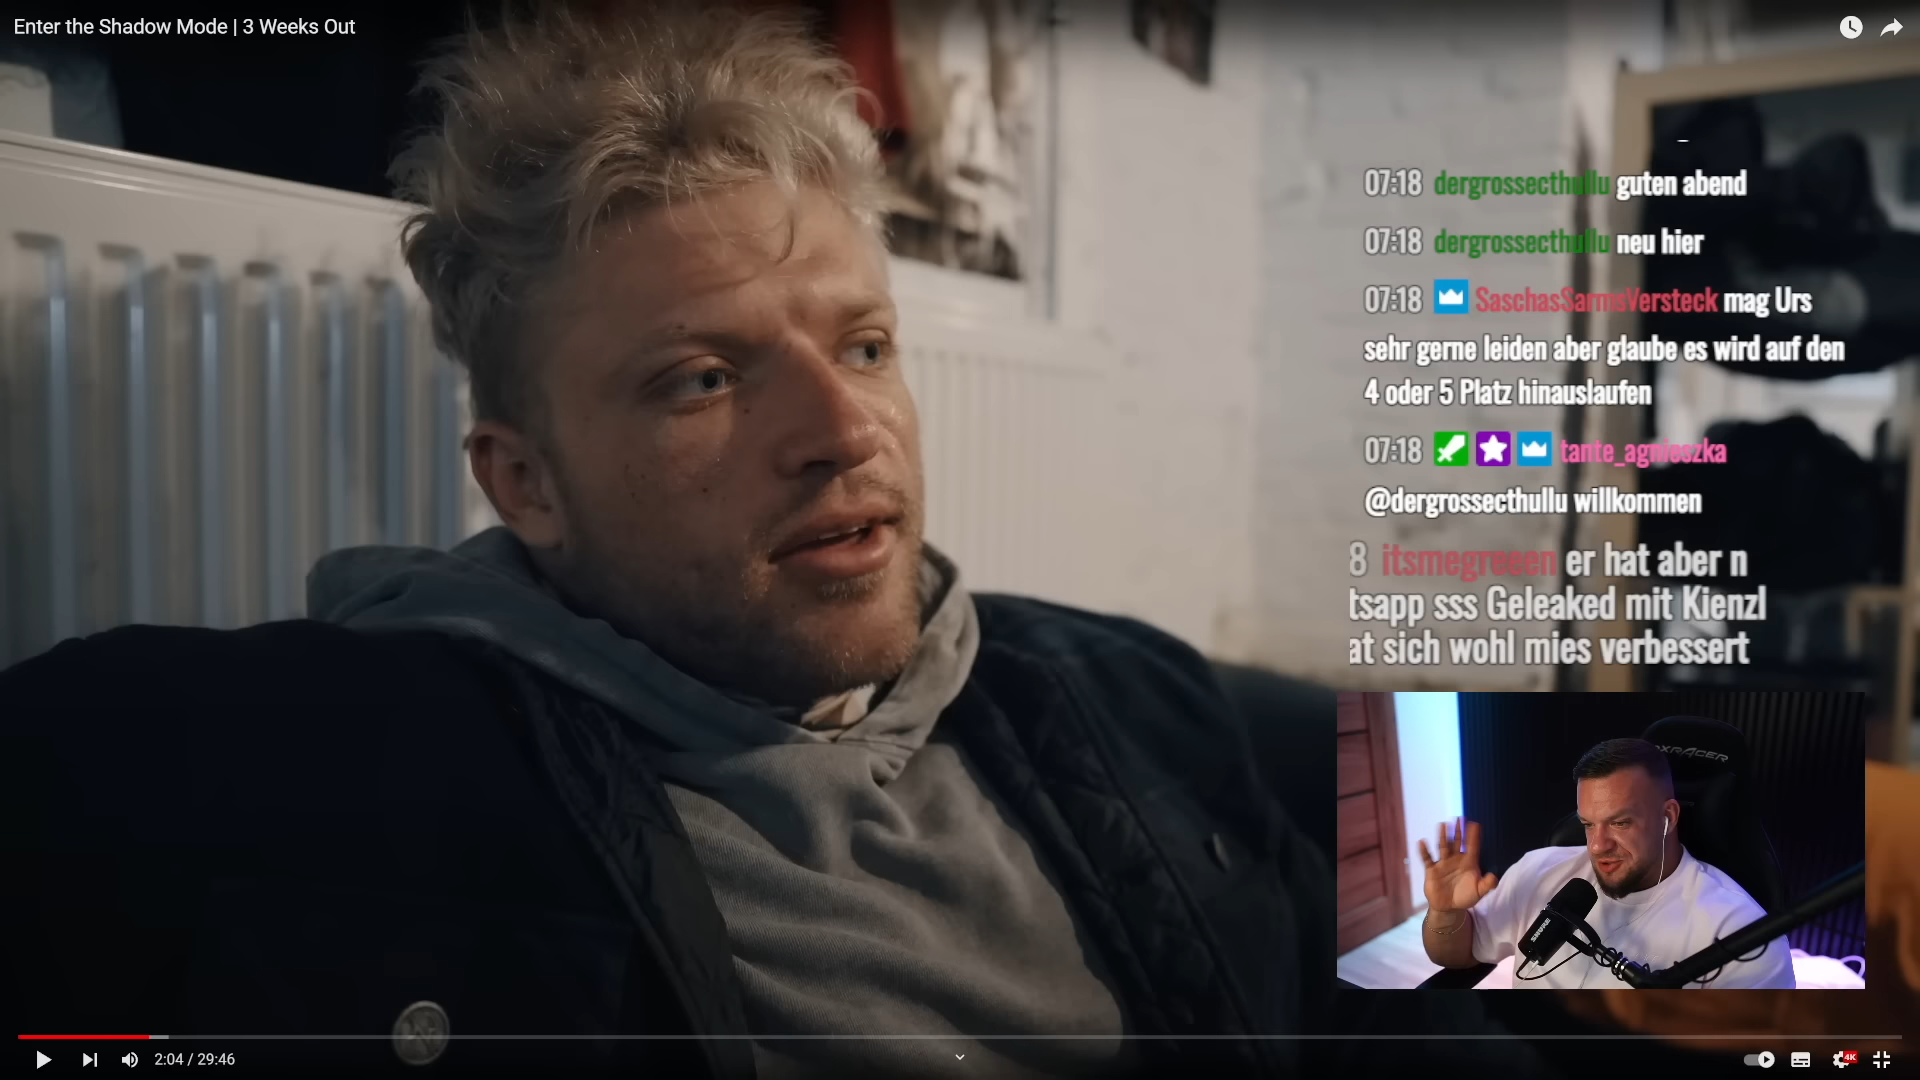 Enter the Shadow Mode | 3 Weeks Out
07:18 dergrossecthullu guten abend
07:18 dergrossecthullu neu hier
07:18 SaschasSarmsVersteck mag Urs
sehr gerne leiden aber glaube es wird auf den
4 oder 5 Platz hinauslaufen
07:18 tante_agnieszka
@dergrossecthullu willkommen
8 itsmegreeen er hat aber n
tsapp sss Geleaked mit Kienzl
at sich wohl mies verbessert
DXRACER
SHURE
2:04 / 29:46
4K